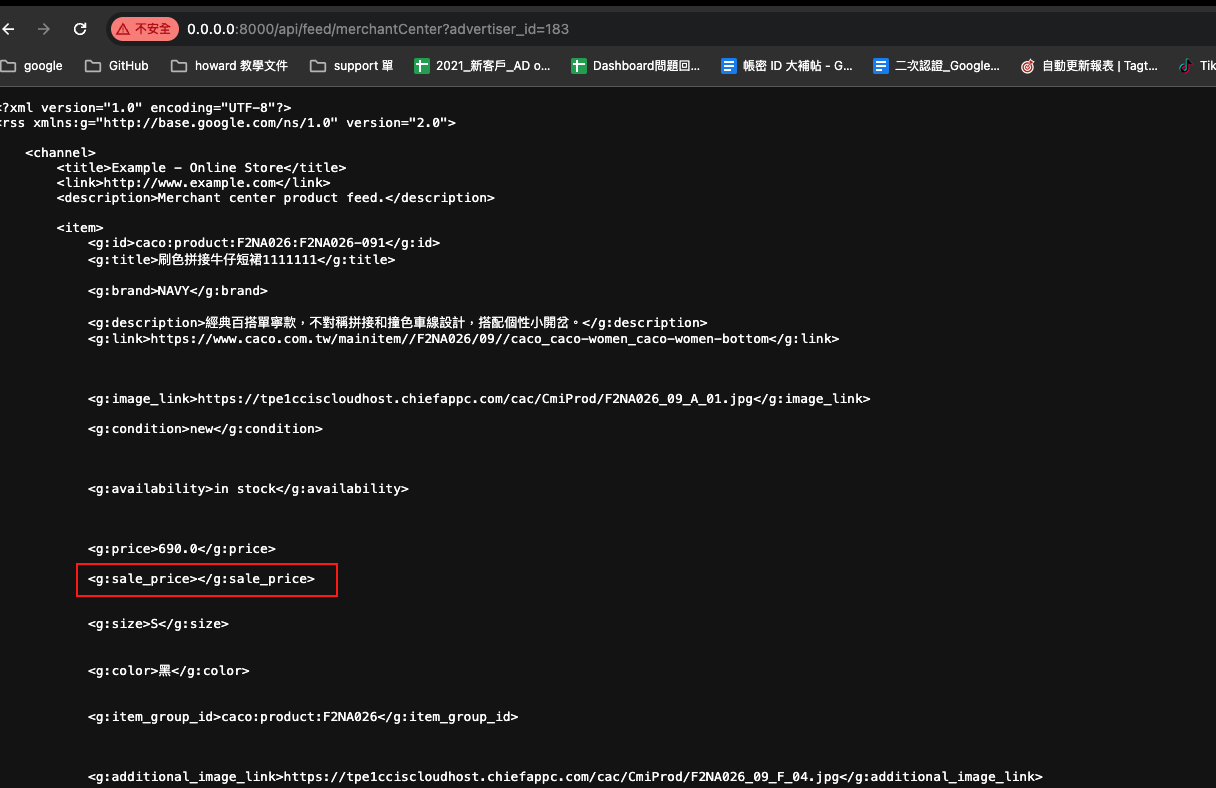 不安全 0.0.0.0:8000/api/feed/merchantCenter?advertiser_id=183
google GitHub howard 教學文件 support 單 2021_新客戶_AD o... Dashboard問題回... 帳密 ID 大補帖 - G... 二次認證_Google... 自動更新報表 | Tagt... Tik
<?xml version="1.0" encoding="UTF-8"?>
<rss xmlns:g="http://base.google.com/ns/1.0" version="2.0">
<channel>
<title>Example - Online Store</title>
<link>http://www.example.com</link>
<description>Merchant center product feed.</description>
<item>
<g:id>caco:product:F2NA026:F2NA026-091</g:id>
<g:title>刷色拼接牛仔短裙1111111</g:title>
<g:brand>NAVY</g:brand>
<g:description>經典百搭單寧款，不對稱拼接和撞色車線設計，搭配個性小開岔。</g:description>
<g:link>https://www.caco.com.tw/mainitem//F2NA026/09//caco_caco-women_caco-women-bottom</g:link>
<g:image_link>https://tpe1cciscloudhost.chiefappc.com/cac/CmiProd/F2NA026_09_A_01.jpg</g:image_link>
<g:condition>new</g:condition>
<g:availability>in stock</g:availability>
<g:price>690.0</g:price>
<g:sale_price></g:sale_price>
<g:size>S</g:size>
<g:color>黑</g:color>
<g:item_group_id>caco:product:F2NA026</g:item_group_id>
<g:additional_image_link>https://tpe1cciscloudhost.chiefappc.com/cac/CmiProd/F2NA026_09_F_04.jpg</g:additional_image_link>